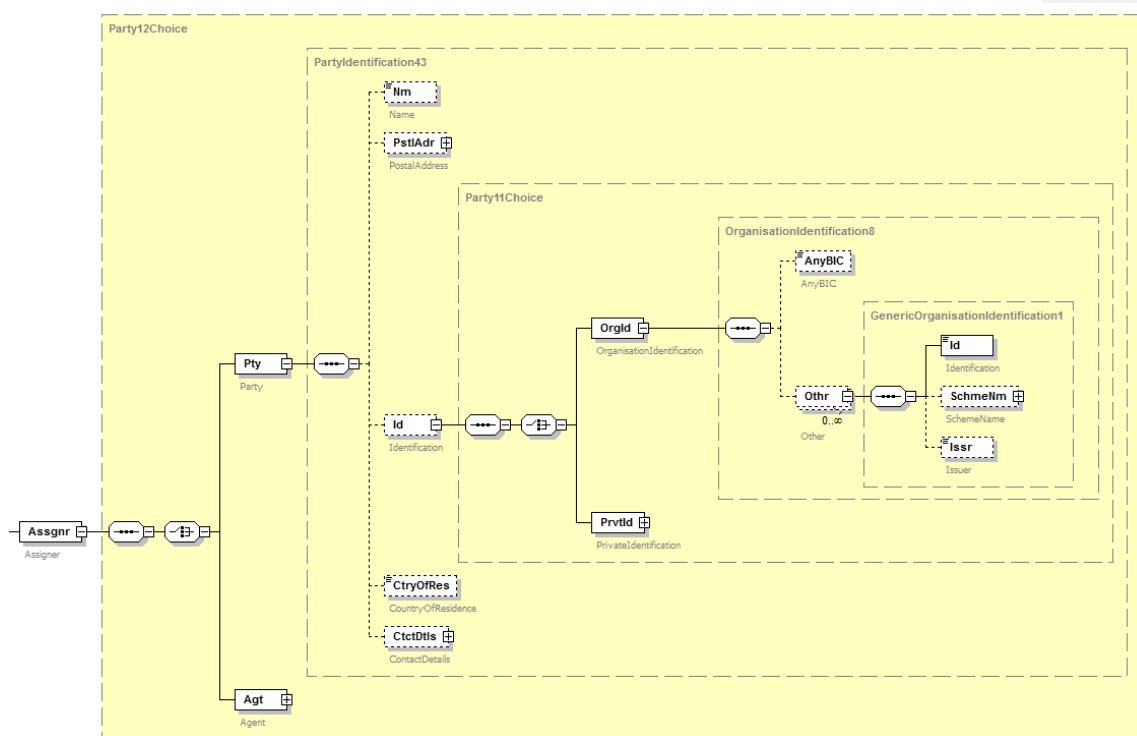 Party12Choice
PartyIdentification43
Nm
Name
PstlAdr
PostalAddress
Party11Choice
OrganisationIdentification8
AnyBIC
AnyBIC
GenericOrganisationIdentification1
OrgId
OrganisationIdentification
Id
Identification
Pty
Party
Othr
0..∞
Other
SchmeNm
SchemeName
Id
Identification
Issr
Issuer
Assgnr
Assigner
PrvtId
PrivateIdentification
CtryOfRes
CountryOfResidence
CtctDtls
ContactDetails
Agt
Agent